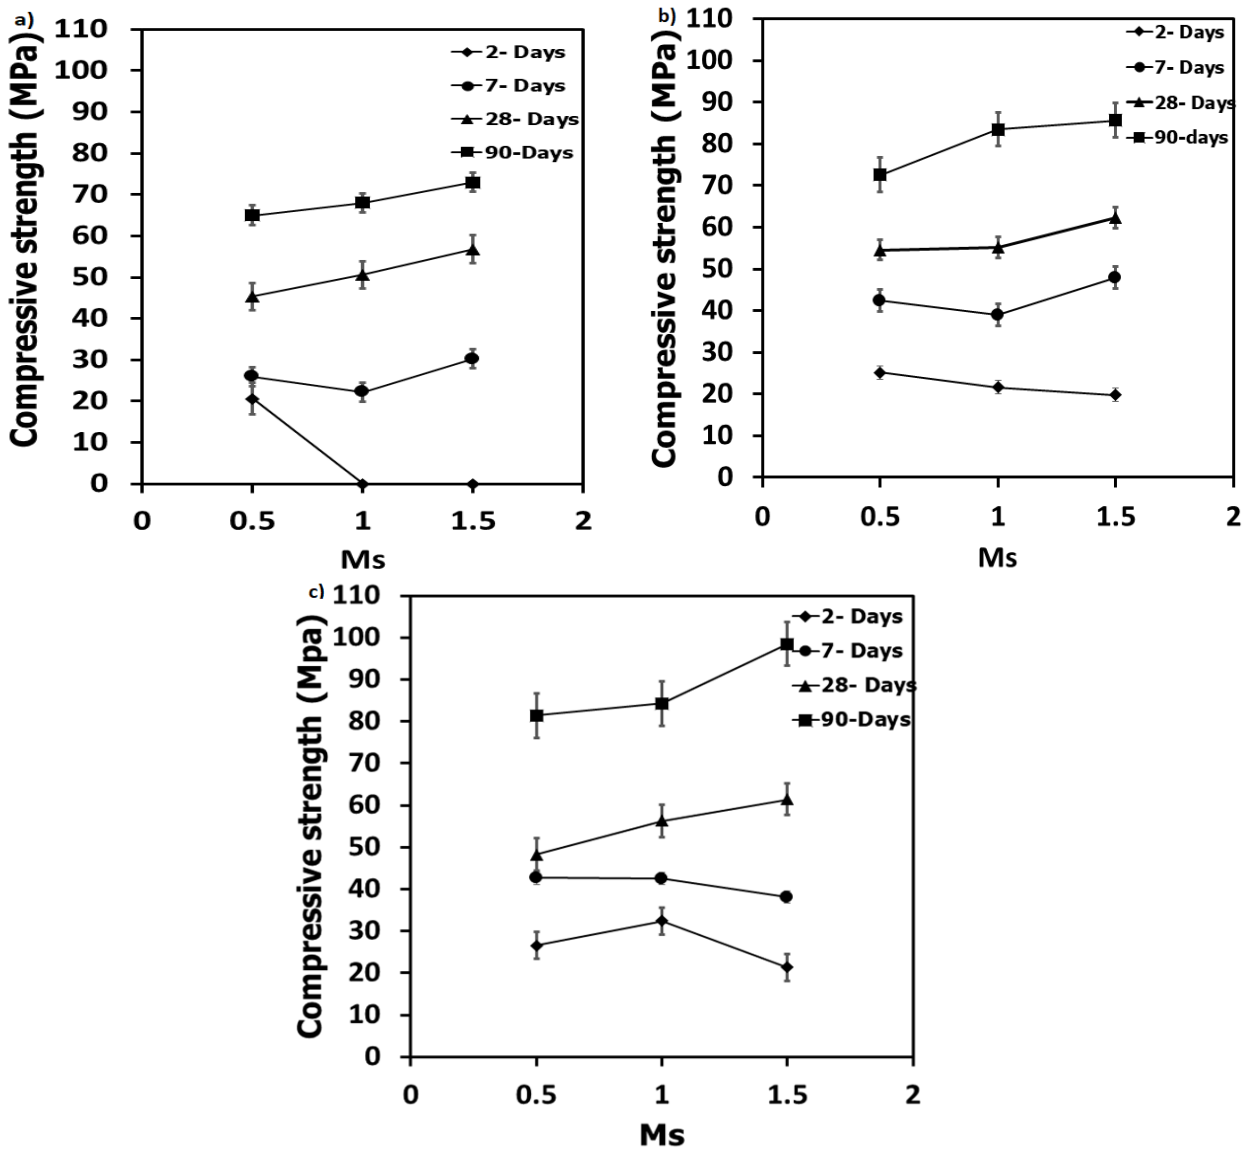 a)
Compressive strength (MPa)
110
100
90
80
70
60
50
40
30
20
10
0
2- Days
7- Days
28- Days
90-Days
0
0.5
1
1.5
2
Ms
b)
Compressive strength (MPa)
110
100
90
80
70
60
50
40
30
20
10
0
2- Days
7- Days
28- Days
90-days
0
0.5
1
1.5
2
Ms
c)
Compressive strength (Mpa)
110
100
90
80
70
60
50
40
30
20
10
0
2- Days
7- Days
28- Days
90-Days
0
0.5
1
1.5
2
Ms